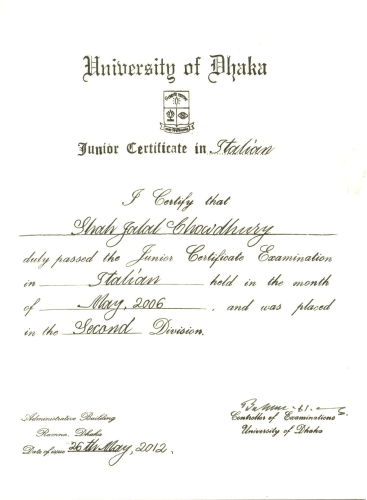 University of Dhaka
Junior Certificate in Italian
I Certify that
Shah Jalal Chowdhury
duly passed the Junior Certificate Examination
in Italian held in the month
of May, 2006, and was placed
in the Second Division.
Administrative Building
Ramna, Dhaka
Date of issue 26th May, 2012.
Controller of Examinations
University of Dhaka